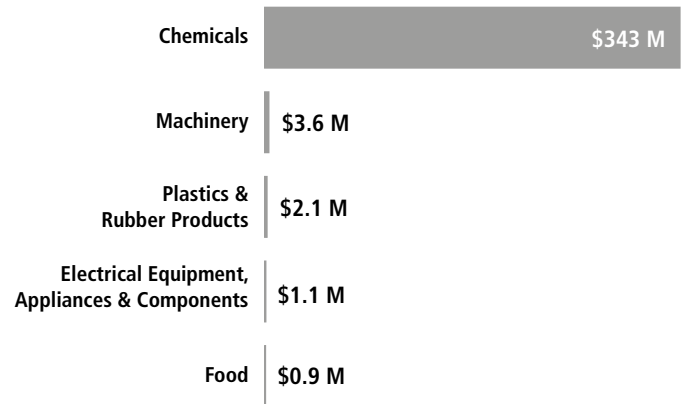 Chemicals
$343 M
Machinery
$3.6 M
Plastics &
Rubber Products
$2.1 M
Electrical Equipment,
Appliances & Components
$1.1 M
Food
$0.9 M